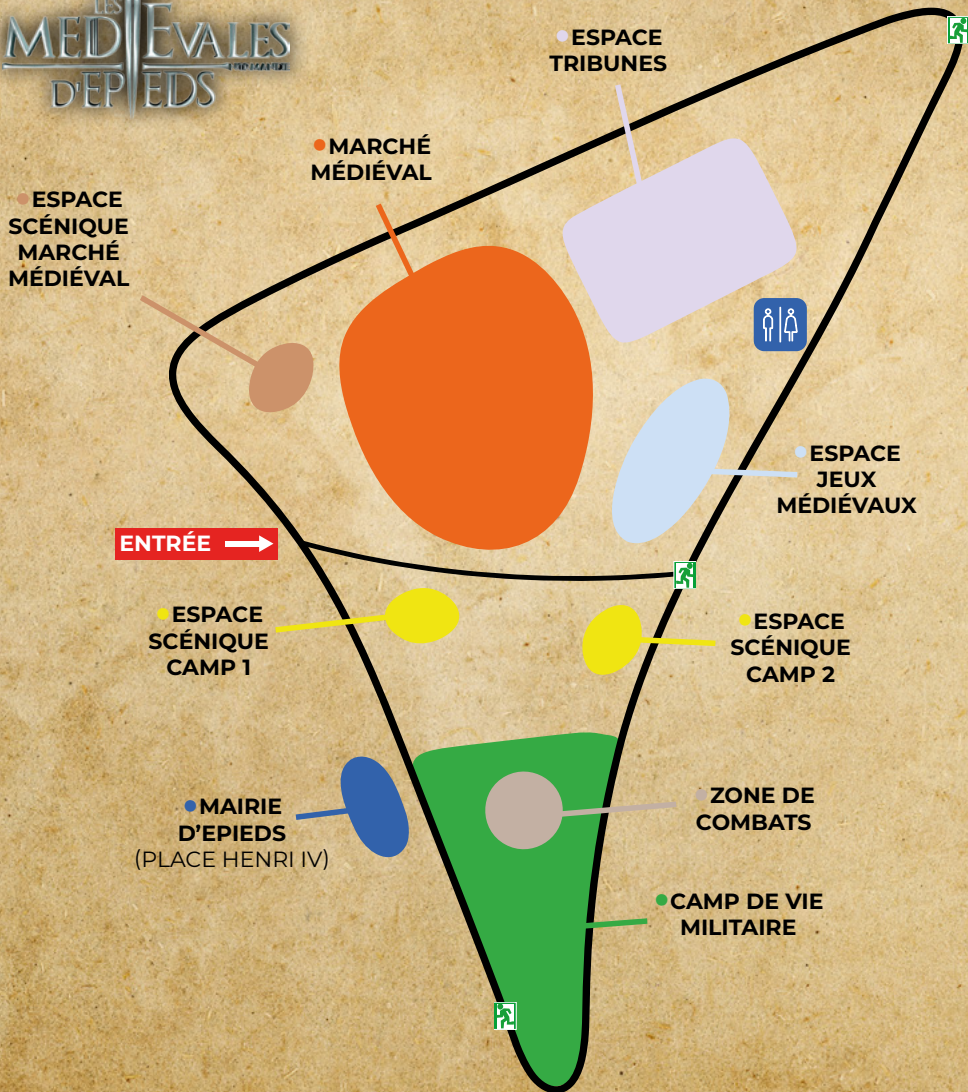 LES
MEDIEVALES
D'EPIEDS
ESPACE
TRIBUNES
MARCHÉ
MÉDIÉVAL
ESPACE
SCÉNIQUE
MARCHÉ
MÉDIÉVAL
ESPACE
JEUX
MÉDIÉVAUX
ENTRÉE
ESPACE
SCÉNIQUE
CAMP 1
ESPACE
SCÉNIQUE
CAMP 2
MAIRIE
D'EPIEDS
(PLACE HENRI IV)
ZONE DE
COMBATS
CAMP DE VIE
MILITAIRE